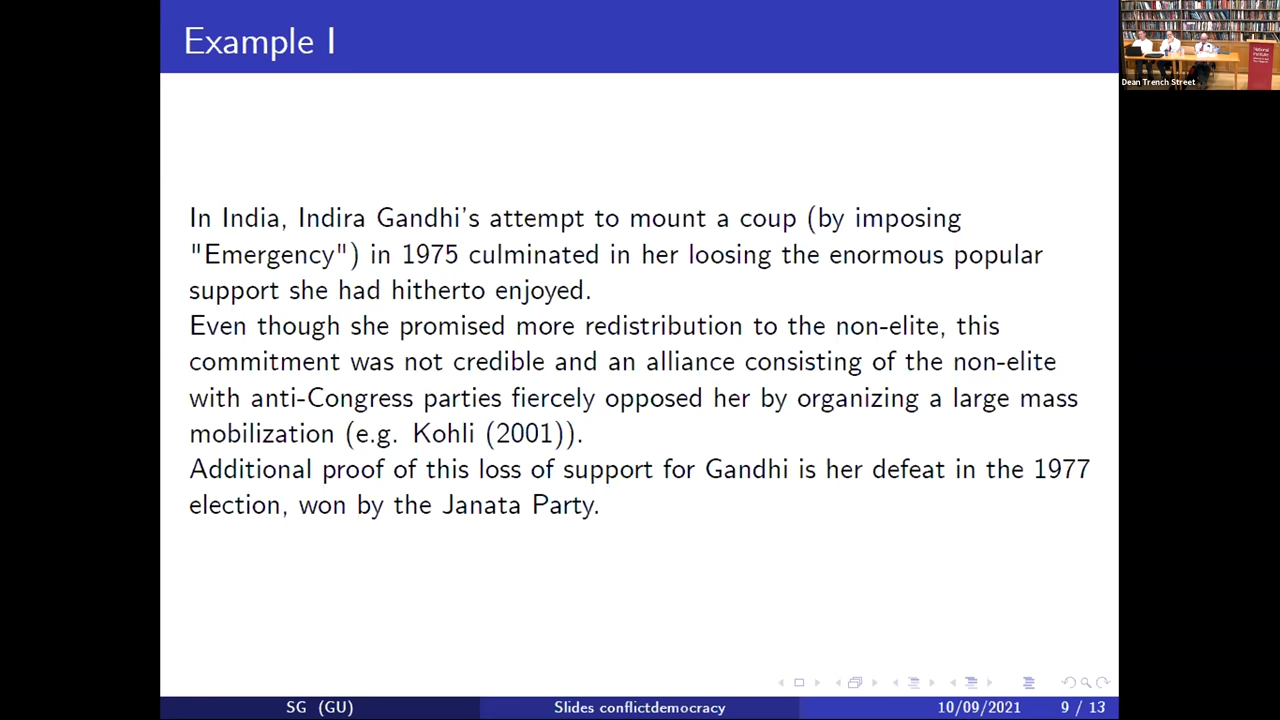 Example I
Dean Trench Street
In India, Indira Gandhi's attempt to mount a coup (by imposing
"Emergency") in 1975 culminated in her loosing the enormous popular
support she had hitherto enjoyed.
Even though she promised more redistribution to the non-elite, this
commitment was not credible and an alliance consisting of the non-elite
with anti-Congress parties fiercely opposed her by organizing a large mass
mobilization (e.g. Kohli (2001)).
Additional proof of this loss of support for Gandhi is her defeat in the 1977
election, won by the Janata Party.
SG (GU) Slides conflictdemocracy 10/09/2021 9 / 13